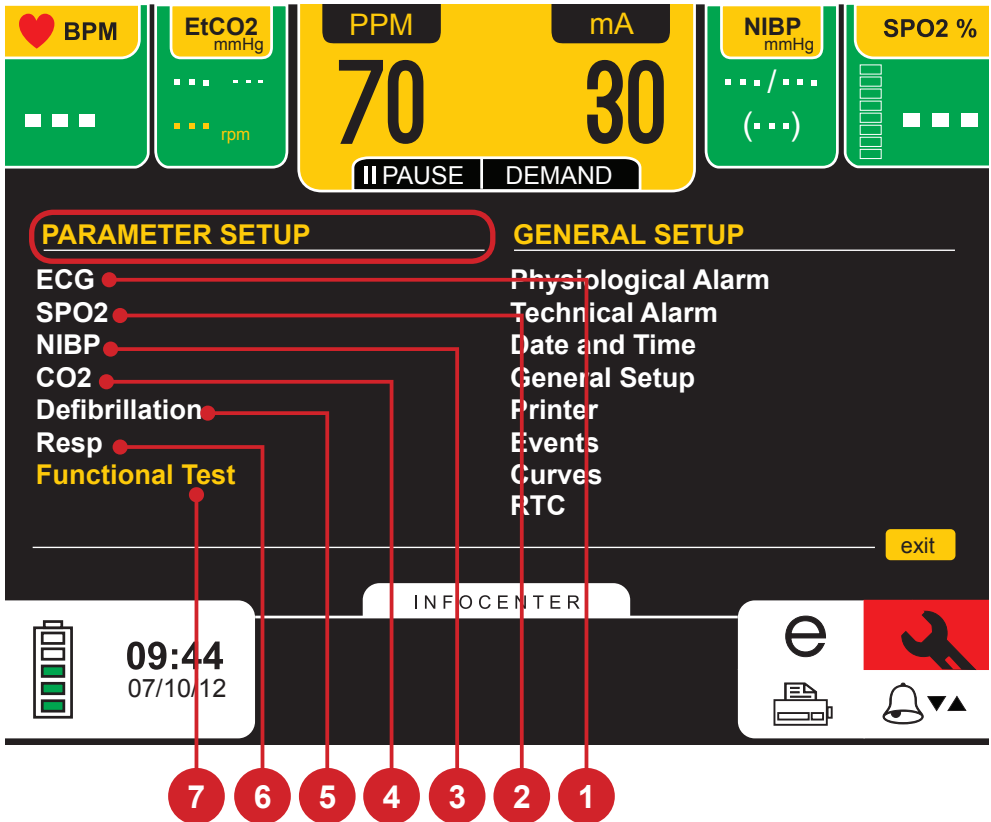 BPM
EtCO2
mmHg
rpm
PPM
70
mA
30
PAUSE
DEMAND
NIBP
mmHg
SPO2 %
PARAMETER SETUP
ECG
SPO2
NIBP
CO2
Defibrillation
Resp
Functional Test
GENERAL SETUP
Physiological Alarm
Technical Alarm
Date and Time
General Setup
Printer
Events
Curves
RTC
exit
INFOCENTER
09:44
07/10/12
e
7 6 5 4 3 2 1